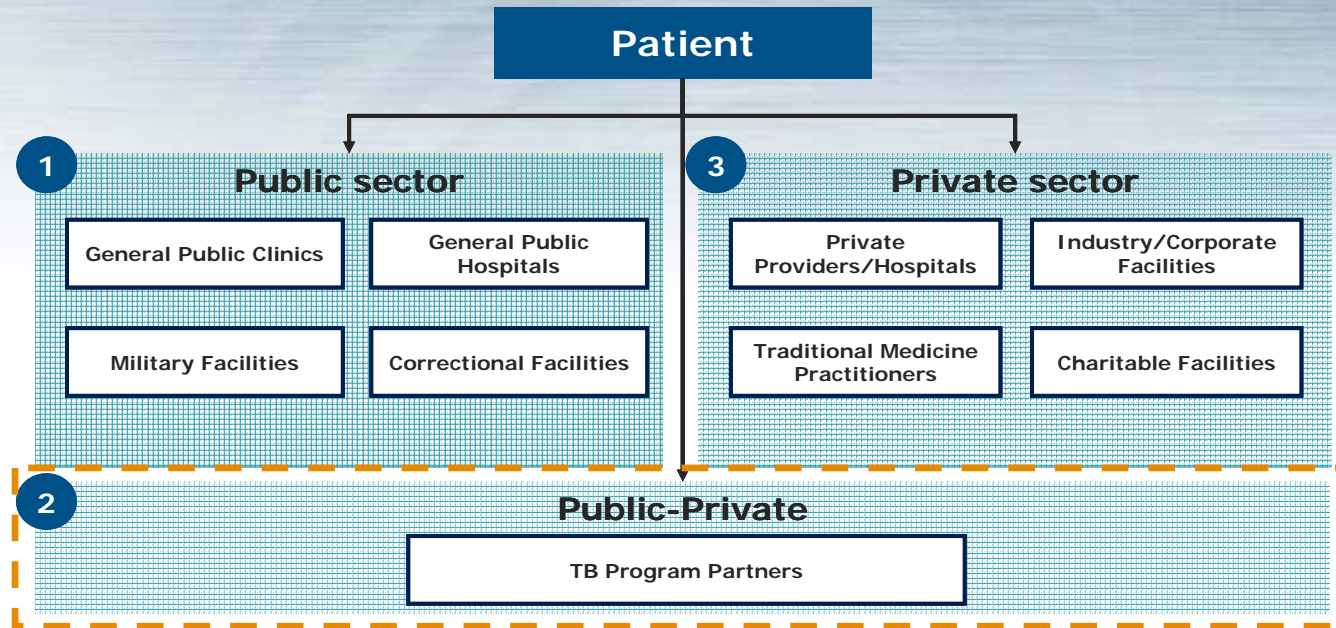 Patient
1
Public sector
General Public Clinics
General Public
Hospitals
Military Facilities
Correctional Facilities
3
Private sector
Private
Providers/Hospitals
Industry/Corporate
Facilities
Traditional Medicine
Practitioners
Charitable Facilities
2
Public-Private
TB Program Partners